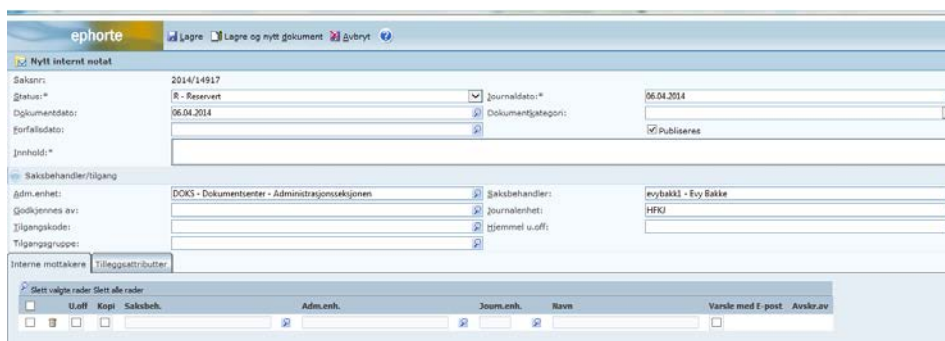 ephorte Lagre Lagre og nytt dokument Avbryt ?
Nytt internt notat
Saksnr: 2014/14917
Status:* R - Reservert Journaldato:* 06.04.2014
Dokumentdato: 06.04.2014 Dokumentkategori:
Forfallsdato: Publiseres
Innhold:*
Saksbehandler/tilgang
Adm.enhet: DOKS - Dokumentsenter - Administrasjonsseksjonen Saksbehandler: evybakk1 - Evy Bakke
Godkjennes av: Journalenhet: HFKJ
Tilgangskode: Hjemmel u.off:
Tilgangsgruppe:
Interne mottakere Tilleggsattributter
Slett valgte rader Slett alle rader
U.off Kopi Saksbeh. Adm.enh. Journ.enh. Navn Varsle med E-post Avskr.av